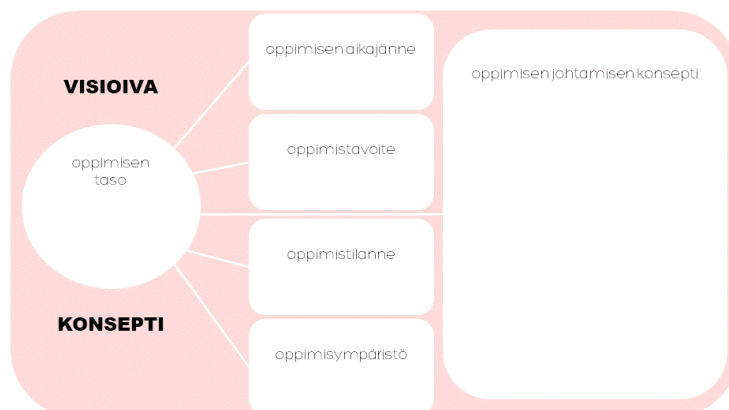 VISIOIVA
oppimisen
taso
KONSEPTI
oppimisen aikajänne
oppimistavoite
oppimistilanne
oppimisympäristö
oppimisen johtamisen konsepti